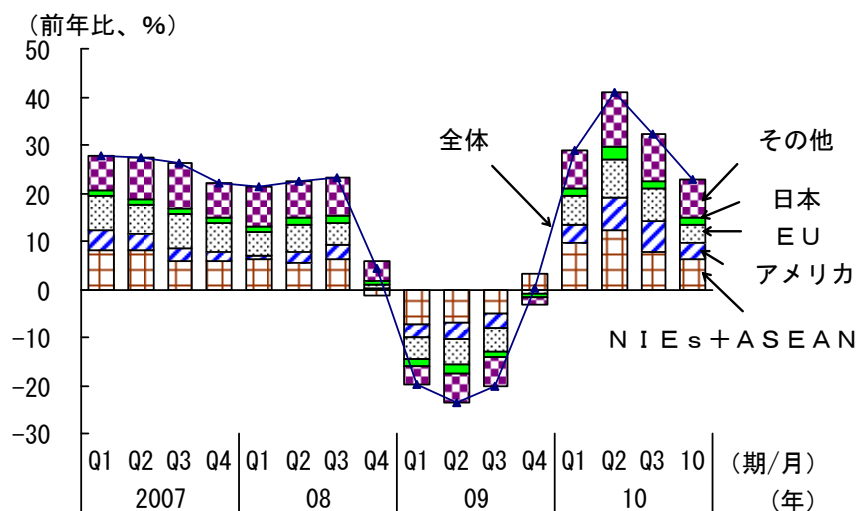 (前年比、%)
50
40
30
20
10
0
-10
-20
-30
全体
その他
日本
EU
アメリカ
NIEs+ASEAN
Q1 Q2 Q3 Q4 Q1 Q2 Q3 Q4 Q1 Q2 Q3 Q4 Q1 Q2 Q3 10 (期/月)
2007 08 09 10 (年)